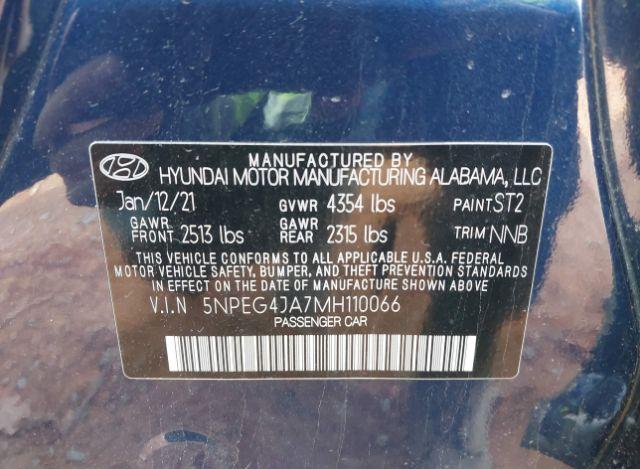 MANUFACTURED BY
HYUNDAI MOTOR MANUFACTURING ALABAMA, LLC
Jan/12/21 GVWR 4354 lbs PAINT ST2
GAWR FRONT 2513 lbs GAWR REAR 2315 lbs TRIM NNB
THIS VEHICLE CONFORMS TO ALL APPLICABLE U.S. FEDERAL
MOTOR VEHICLE SAFETY, BUMPER, AND THEFT PREVENTION STANDARDS
IN EFFECT ON THE DATE OF MANUFACTURE SHOWN ABOVE.
V.I.N 5NPEG4JA7MH110066
PASSENGER CAR